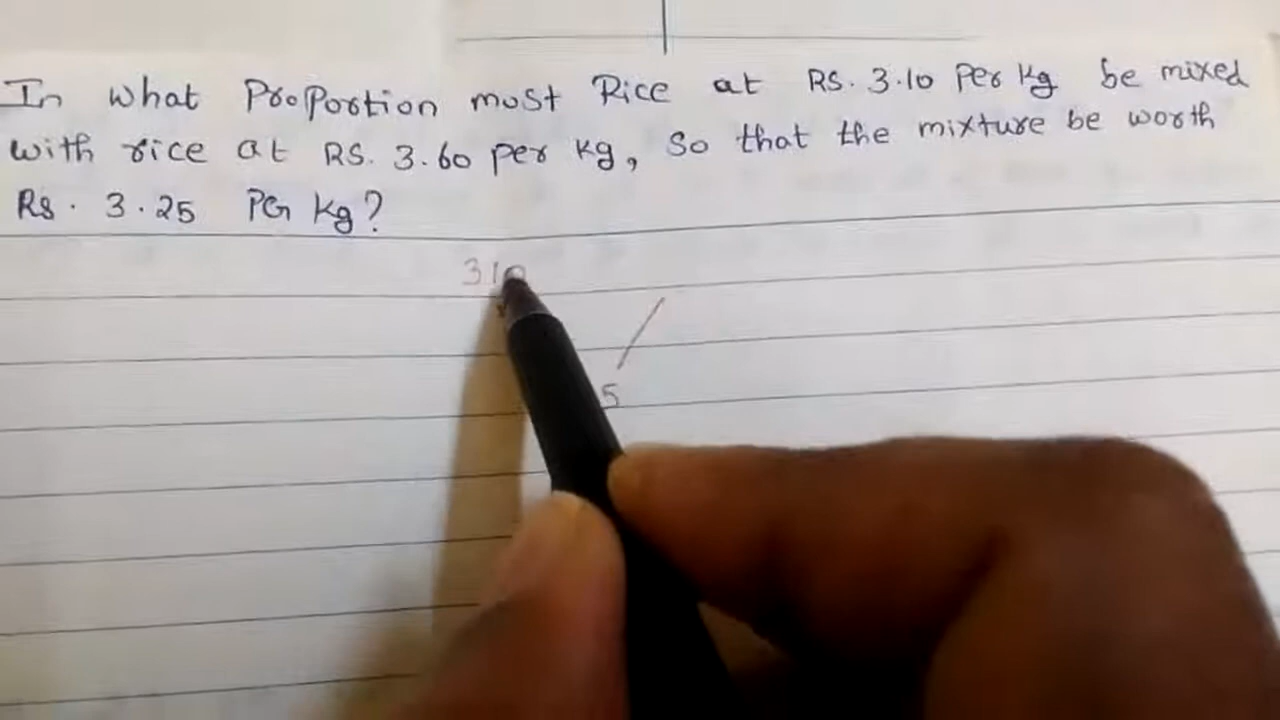 In what Proportion most Rice at RS. 3.10 Per kg be mixed
with rice at RS. 3.60 per kg, So that the mixture be worth
Rs. 3.25 Per kg?
310
5